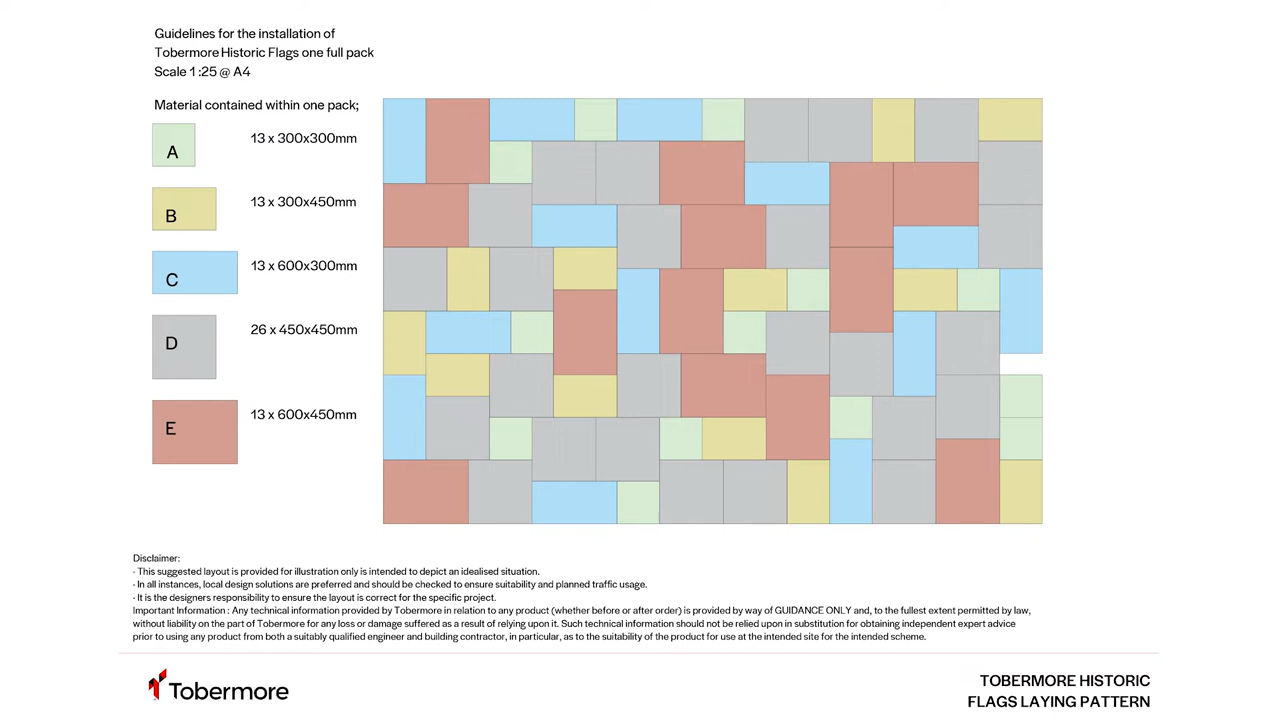 Guidelines for the installation of
Tobermore Historic Flags one full pack
Scale 1:25 @ A4
Material contained within one pack;
A 13 x 300x300mm
B 13 x 300x450mm
C 13 x 600x300mm
D 26 x 450x450mm
E 13 x 600x450mm
Disclaimer:
· This suggested layout is provided for illustration only is intended to depict an idealised situation.
· In all instances, local design solutions are preferred and should be checked to ensure suitability and planned traffic usage.
· It is the designers responsibility to ensure the layout is correct for the specific project.
Important Information : Any technical information provided by Tobermore in relation to any product (whether before or after order) is provided by way of GUIDANCE ONLY and, to the fullest extent permitted by law,
without liability on the part of Tobermore for any loss or damage suffered as a result of relying upon it. Such technical information should not be relied upon in substitution for obtaining independent expert advice
prior to using any product from both a suitably qualified engineer and building contractor, in particular, as to the suitability of the product for use at the intended site for the intended scheme.
Tobermore
TOBERMORE HISTORIC
FLAGS LAYING PATTERN